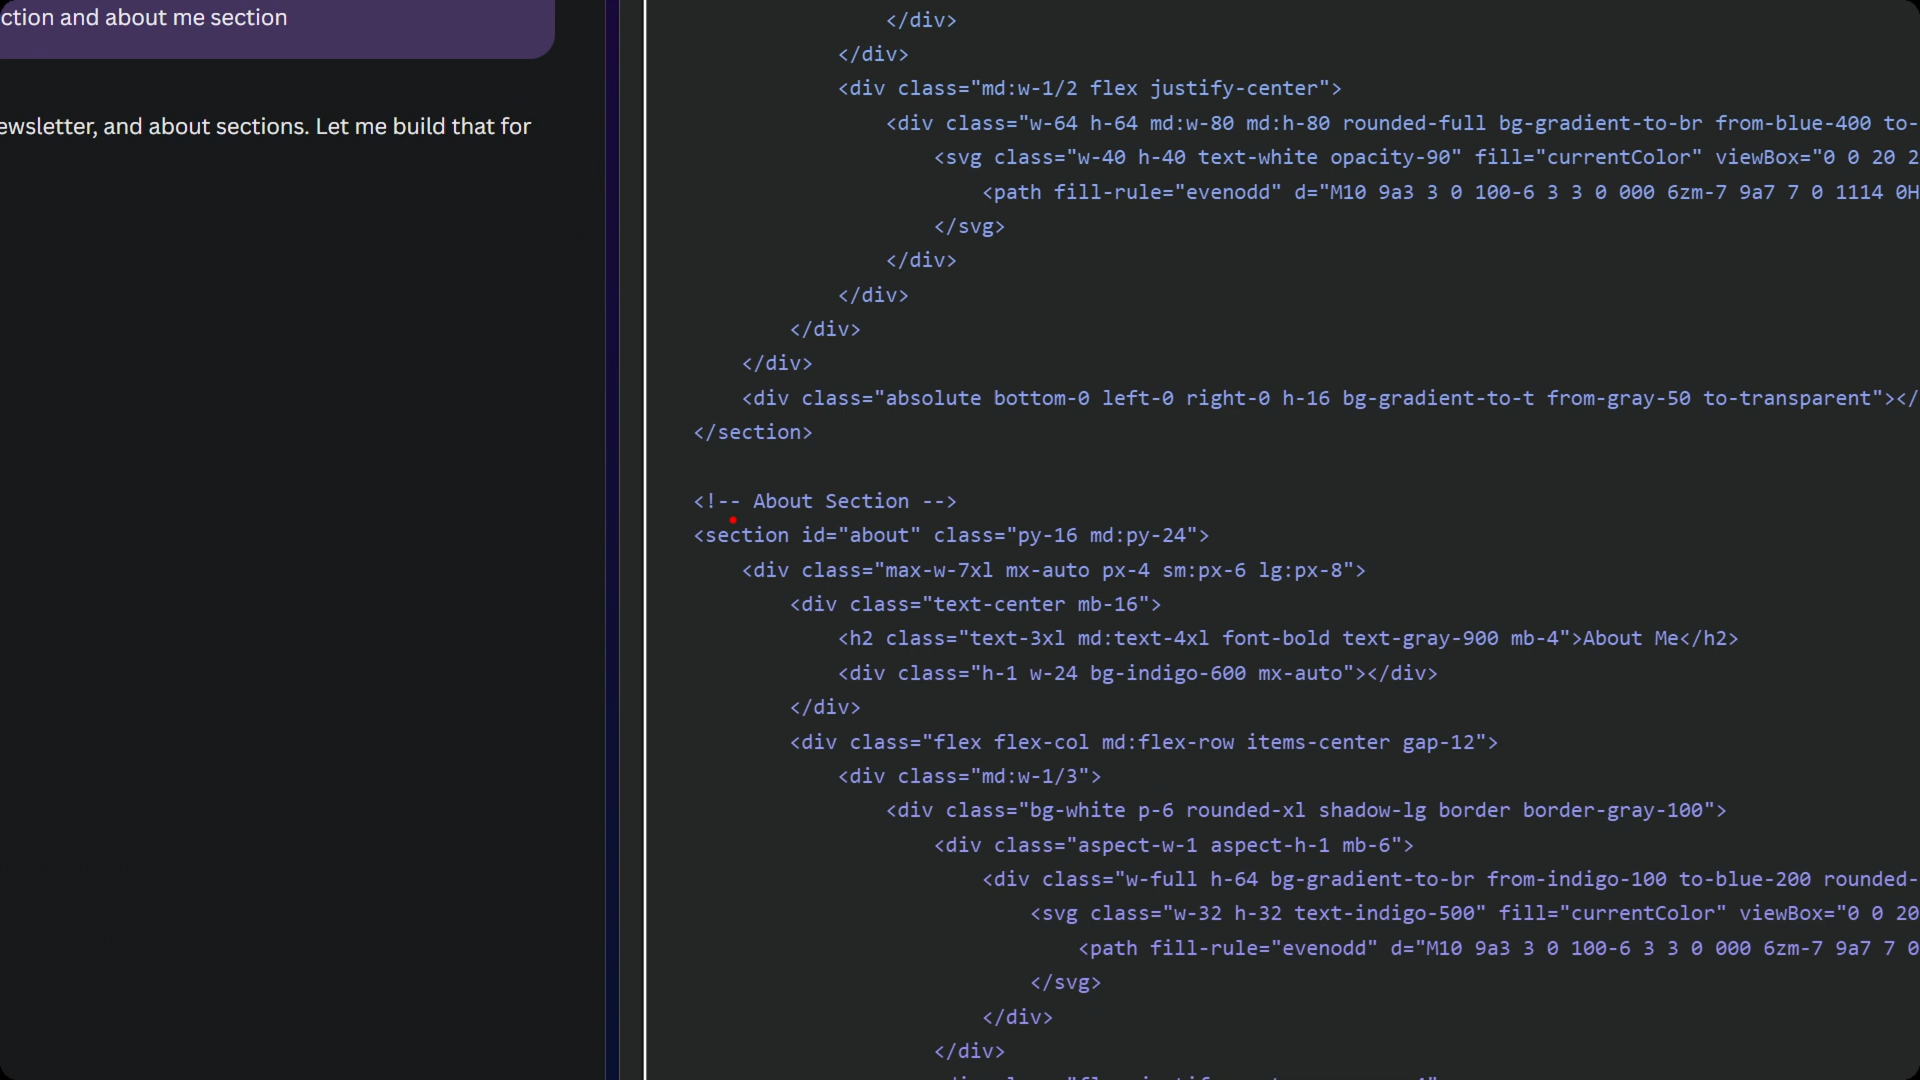 ction and about me section
ewsletter, and about sections. Let me build that for
</div>
</div>
<div class="md:w-1/2 flex justify-center">
<div class="w-64 h-64 md:w-80 md:h-80 rounded-full bg-gradient-to-br from-blue-400 to-
<svg class="w-40 h-40 text-white opacity-90" fill="currentColor" viewBox="0 0 20 2
<path fill-rule="evenodd" d="M10 9a3 3 0 100-6 3 3 0 000 6zm-7 9a7 7 0 1114 0H
</svg>
</div>
</div>
</div>
</div>
<div class="absolute bottom-0 left-0 right-0 h-16 bg-gradient-to-t from-gray-50 to-transparent"></
</section>
<!-- About Section -->
<section id="about" class="py-16 md:py-24">
<div class="max-w-7xl mx-auto px-4 sm:px-6 lg:px-8">
<div class="text-center mb-16">
<h2 class="text-3xl md:text-4xl font-bold text-gray-900 mb-4">About Me</h2>
<div class="h-1 w-24 bg-indigo-600 mx-auto"></div>
</div>
<div class="flex flex-col md:flex-row items-center gap-12">
<div class="md:w-1/3">
<div class="bg-white p-6 rounded-xl shadow-lg border border-gray-100">
<div class="aspect-w-1 aspect-h-1 mb-6">
<div class="w-full h-64 bg-gradient-to-br from-indigo-100 to-blue-200 rounded-
<svg class="w-32 h-32 text-indigo-500" fill="currentColor" viewBox="0 0 20
<path fill-rule="evenodd" d="M10 9a3 3 0 100-6 3 3 0 000 6zm-7 9a7 7 0
</svg>
</div>
</div>